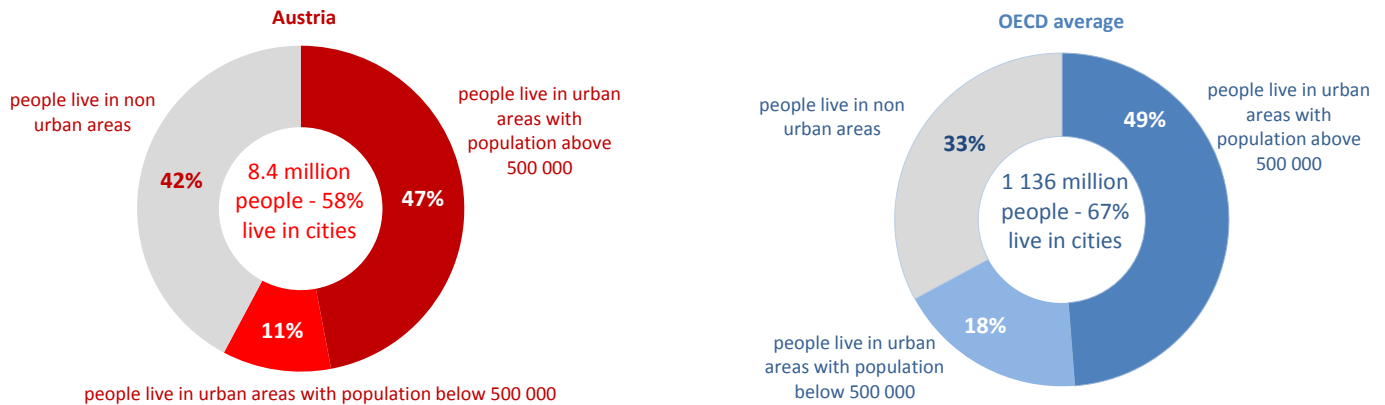 Austria
people live in non
urban areas
42%
8.4 million
people - 58%
live in cities
47%
people live in urban
areas with
population above
500 000
11%
people live in urban areas with population below 500 000
OECD average
people live in non
urban areas
33%
49%
people live in urban
areas with
population above
500 000
1 136 million
people - 67%
live in cities
18%
people live in urban
areas with population
below 500 000